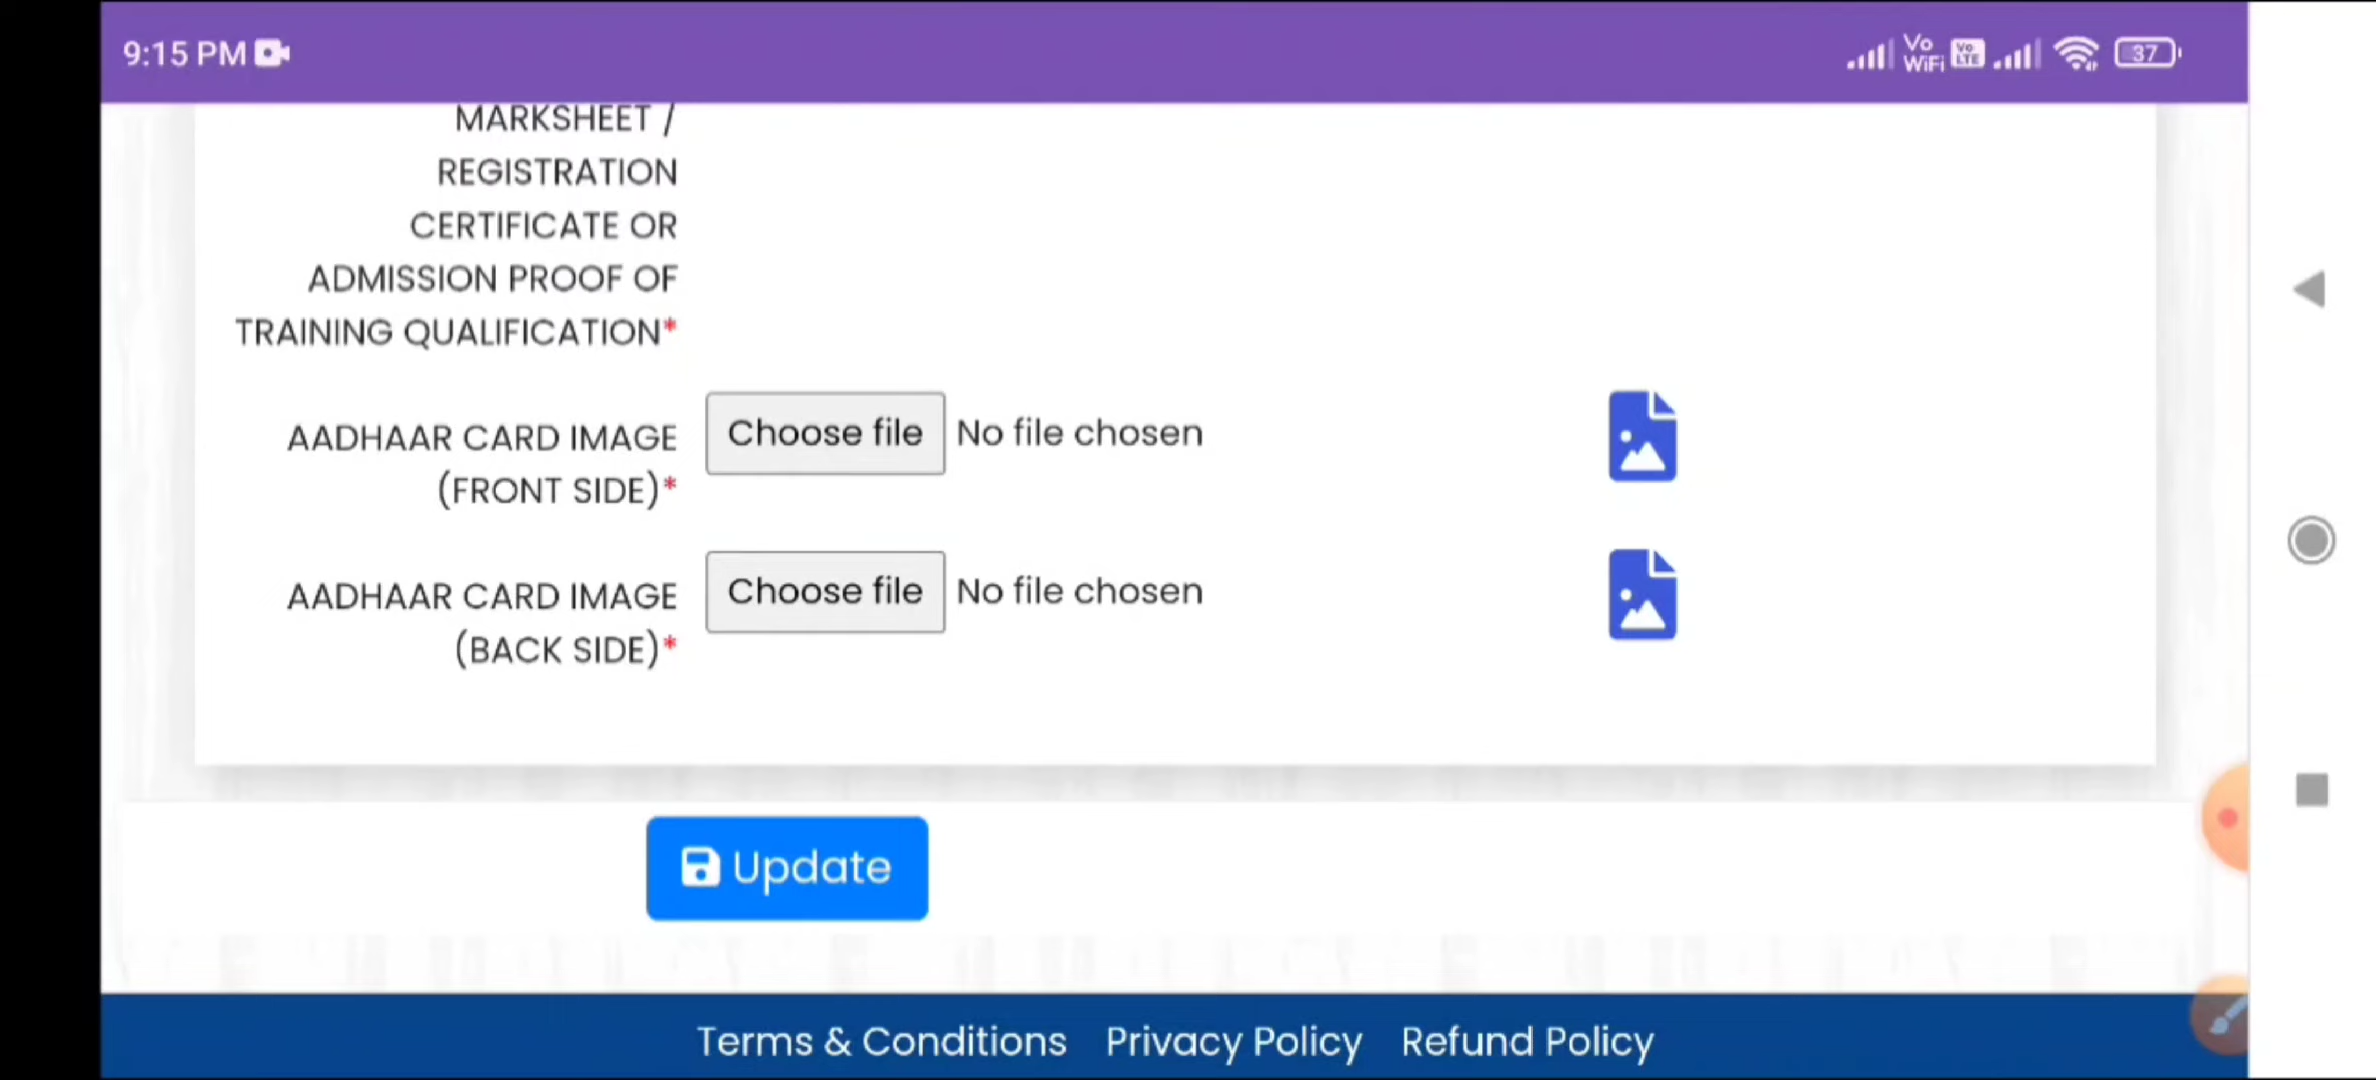 9:15 PM
Vo WiFi
Vo LTE
37
MARKSHEET /
REGISTRATION
CERTIFICATE OR
ADMISSION PROOF OF
TRAINING QUALIFICATION*
AADHAAR CARD IMAGE
(FRONT SIDE)*
Choose file No file chosen
AADHAAR CARD IMAGE
(BACK SIDE)*
Choose file No file chosen
Update
Terms & Conditions Privacy Policy Refund Policy